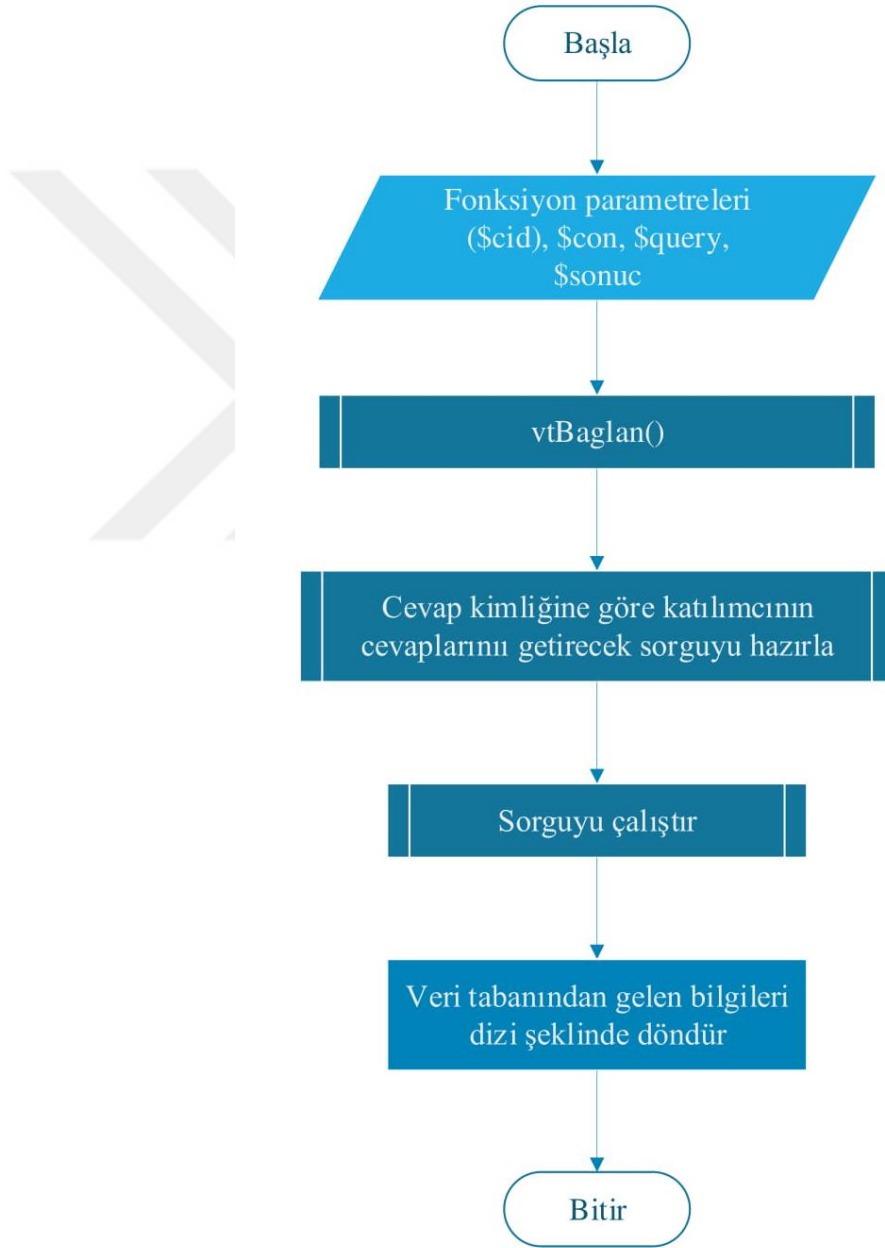 Başla
Fonksiyon parametreleri
($cid), $con, $query,
$sonuc
vtBaglan()
Cevap kimliğine göre katılımcının
cevaplarınıı getirecek sorguyu hazırla
Sorguyu çalıştır
Veri tabanından gelen bilgileri
dizi şeklinde döndür
Bitir